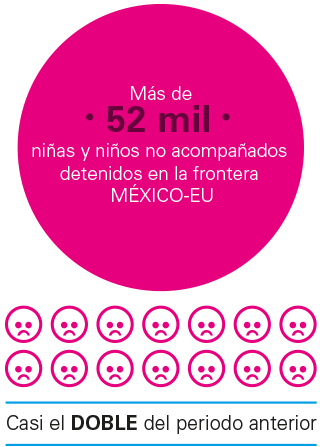 Más de
· 52 mil ·
niñas y niños no acompañados
detenidos en la frontera
MÉXICO-EU
Casi el DOBLE del periodo anterior